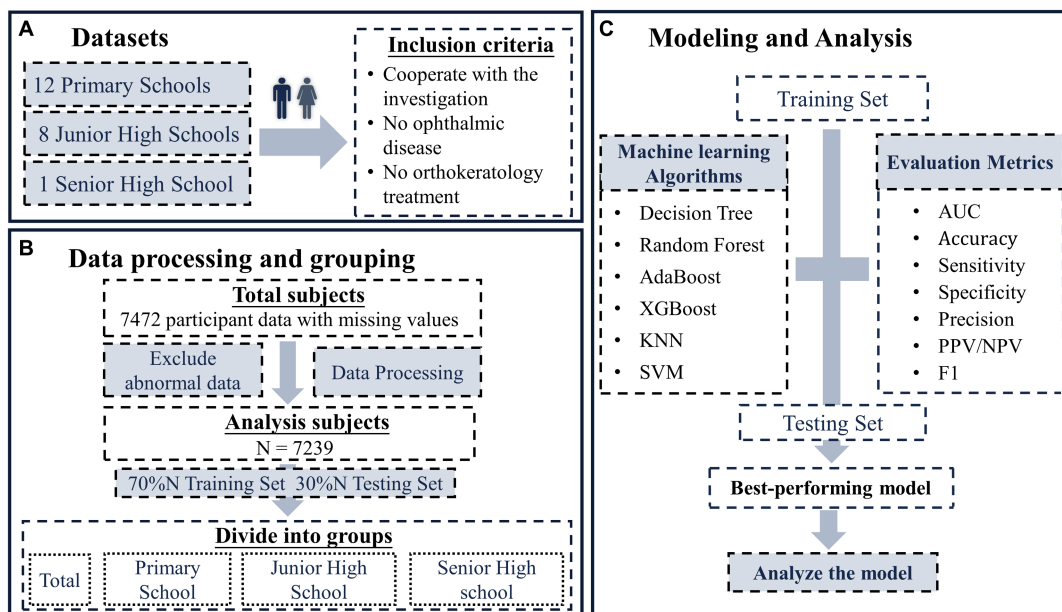 A
Datasets
12 Primary Schools
8 Junior High Schools
1 Senior High School
Inclusion criteria
• Cooperate with the
investigation
• No ophthalmic
disease
• No orthokeratology
treatment
B
Data processing and grouping
Total subjects
7472 participant data with missing values
Exclude
abnormal data
Data Processing
Analysis subjects
N = 7239
70%N Training Set 30%N Testing Set
Divide into groups
Total
Primary
School
Junior High
School
Senior High
school
C
Modeling and Analysis
Training Set
Machine learning
Algorithms
• Decision Tree
• Random Forest
• AdaBoost
• XGBoost
• KNN
• SVM
Evaluation Metrics
• AUC
• Accuracy
• Sensitivity
• Specificity
• Precision
• PPV/NPV
• F1
Testing Set
Best-performing model
Analyze the model